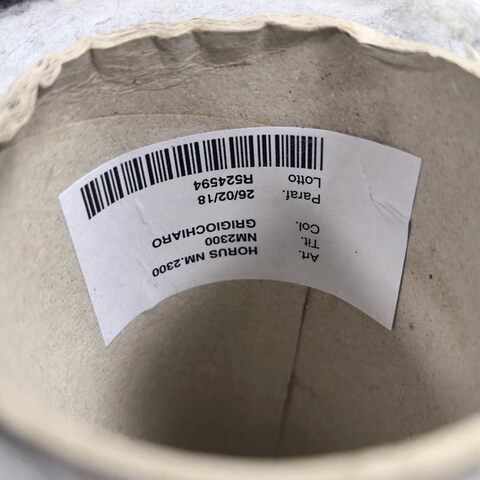 Art. HORUS NM.2300
Tit. NM2300
Col. GRIGIOCHIARO
Paraf. 26/02/18
Lotto R524594